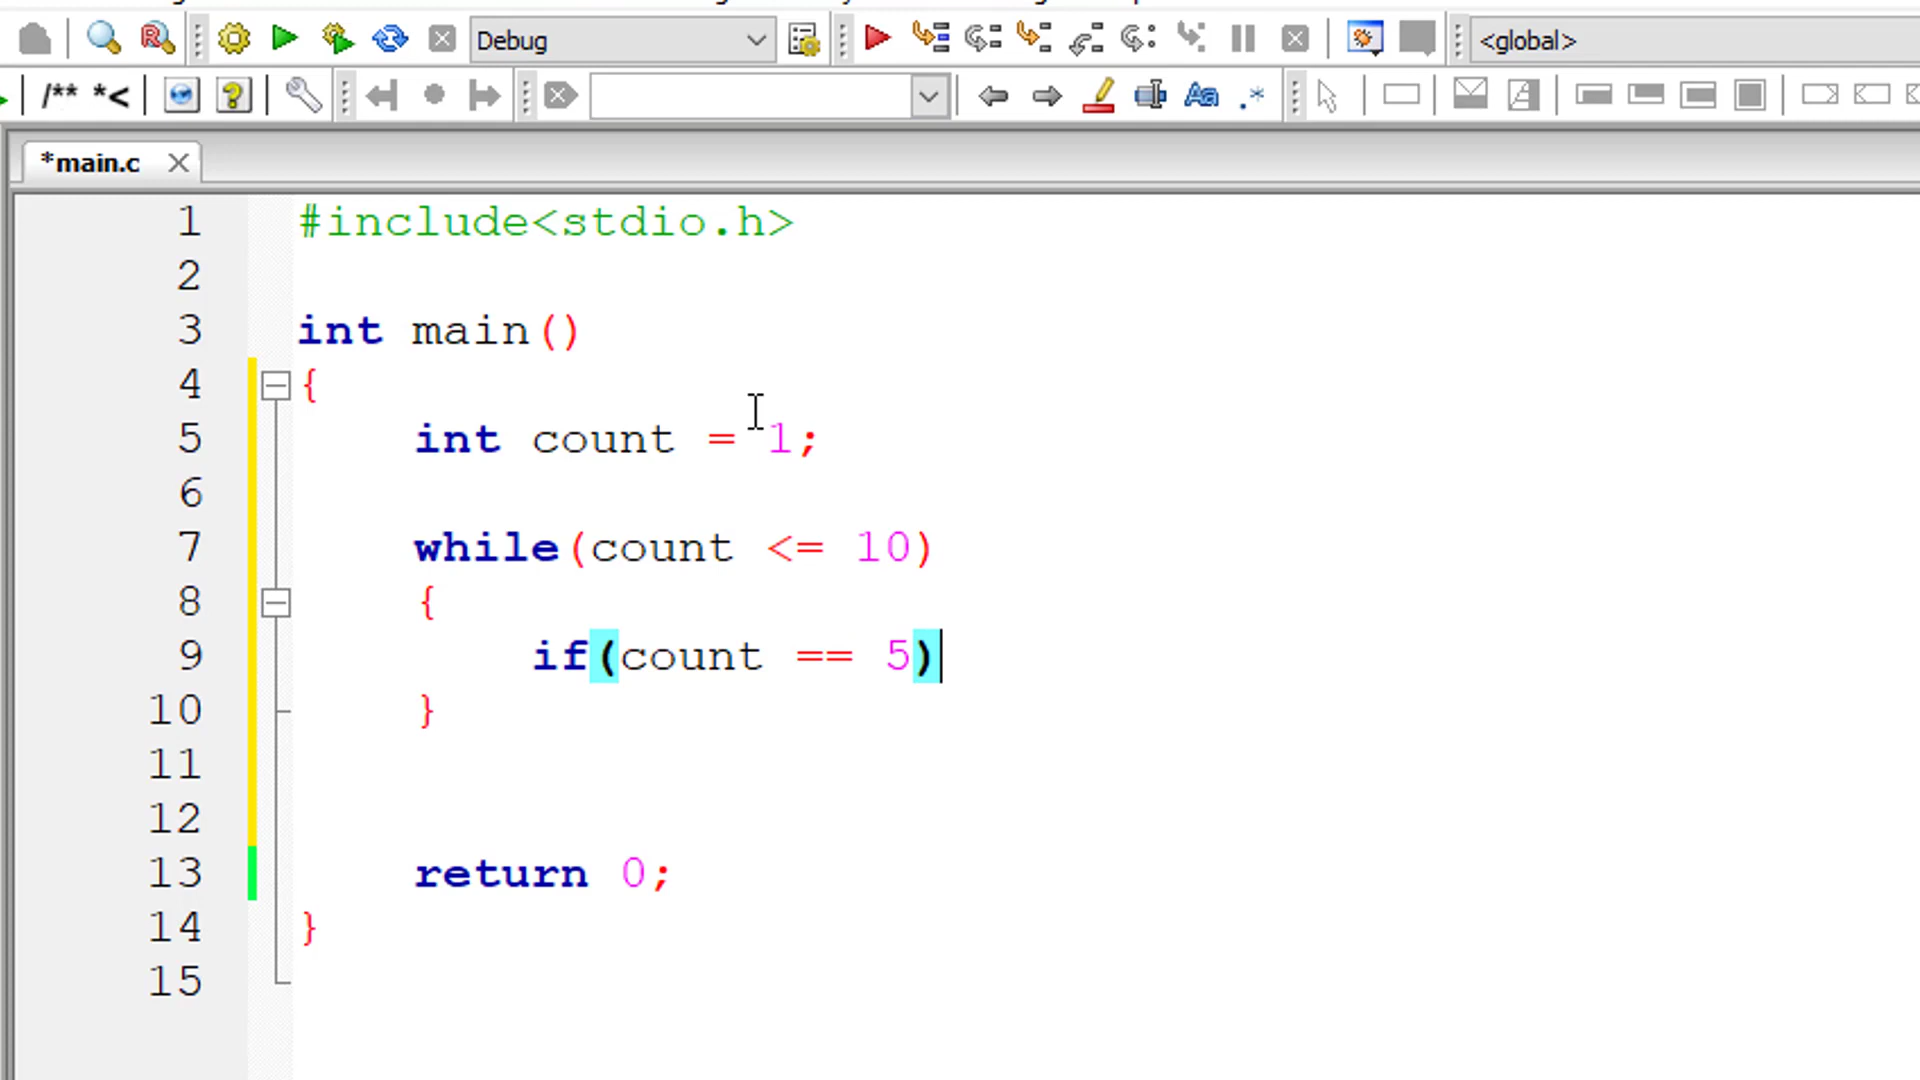 Debug
<global>
/** *<
*main.c
1 #include<stdio.h>
2
3 int main()
4 {
5 int count = 1;
6
7 while(count <= 10)
8 {
9 if(count == 5)
10 }
11
12
13 return 0;
14 }
15